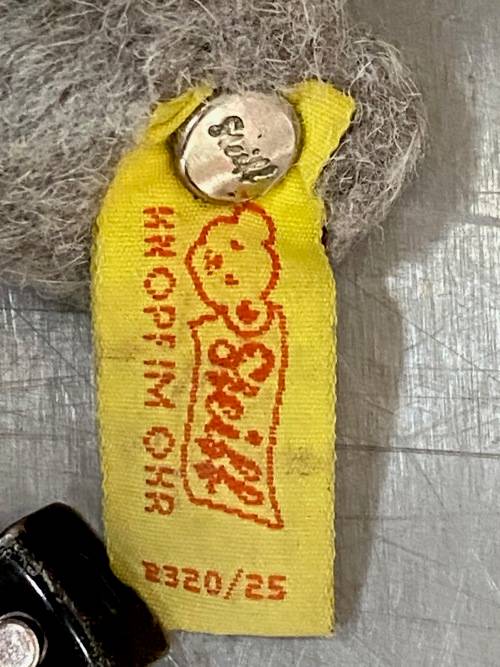 Steiff
KNOPF IM OHR
Steiff
2320/25